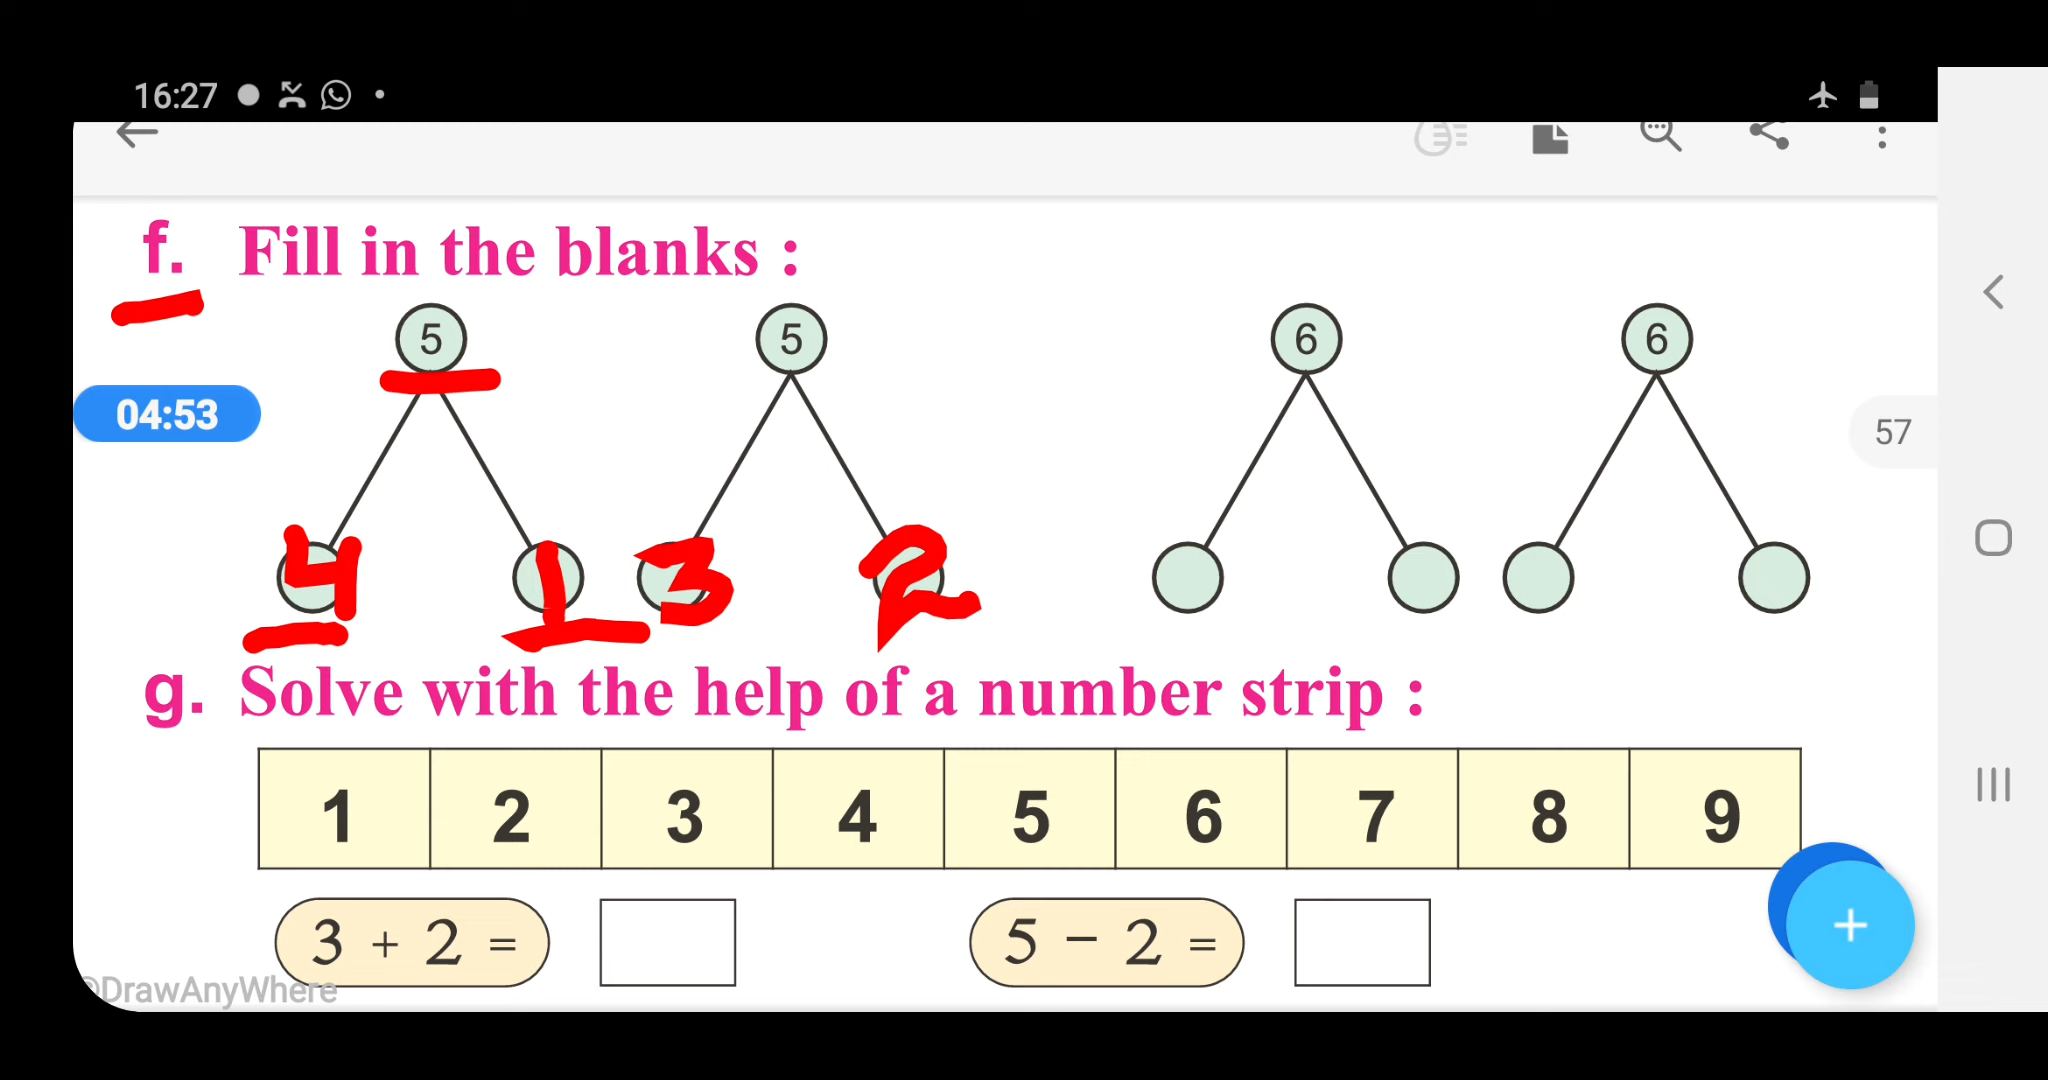 16:27
f. Fill in the blanks :
5 5 6 6
04:53
57
4 1 3 2
g. Solve with the help of a number strip :
1 2 3 4 5 6 7 8 9
3 + 2 = 5 − 2 =
+
©DrawAnyWhere